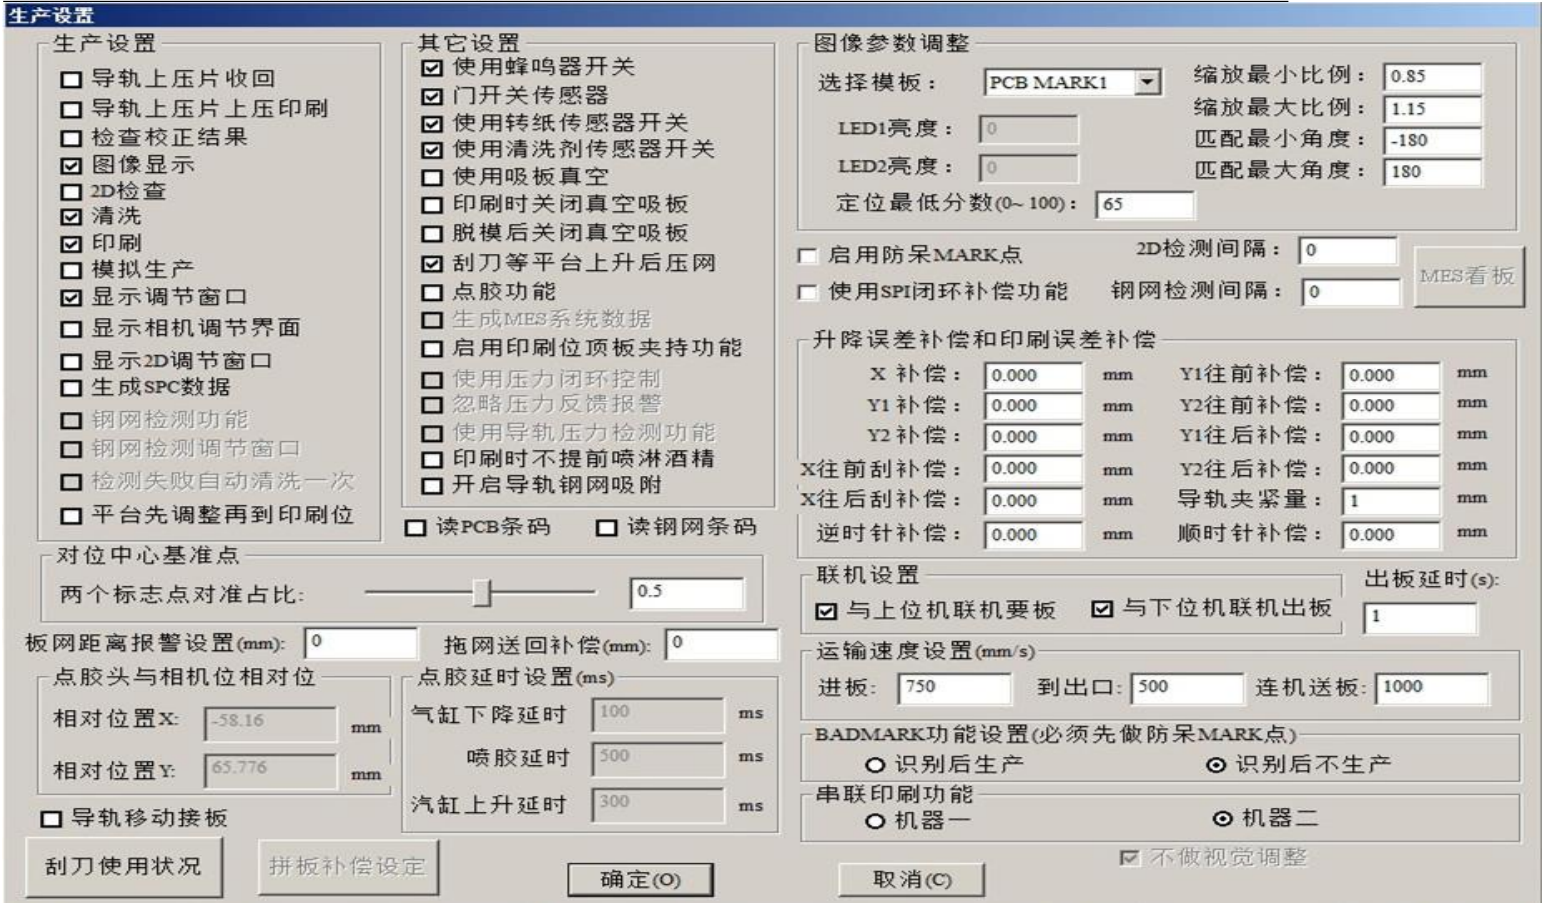 生产设置
生产设置
导轨上压片收回
导轨上压片上压印刷
检查校正结果
图像显示
2D检查
清洗
印刷
模拟生产
显示调节窗口
显示相机调节界面
显示2D调节窗口
生成SPC数据
钢网检测功能
钢网检测调节窗口
检测失败自动清洗一次
平台先调整再到印刷位
其它设置
使用蜂鸣器开关
门开关传感器
使用转纸传感器开关
使用清洗剂传感器开关
使用吸板真空
印刷时关闭真空吸板
脱模后关闭真空吸板
刮刀等平台上升后压网
点胶功能
生成MES系统数据
启用印刷位顶板夹持功能
使用压力闭环控制
忽略压力反馈报警
使用导轨压力检测功能
印刷时不提前喷淋酒精
开启导轨钢网吸附
读PCB条码 读钢网条码
对位中心基准点
两个标志点对准占比: 0.5
板网距离报警设置(mm): 0 拖网送回补偿(mm): 0
点胶头与相机位相对位
相对位置X: -58.16 mm
相对位置Y: 65.776 mm
点胶延时设置(ms)
气缸下降延时 100 ms
喷胶延时 500 ms
汽缸上升延时 300 ms
导轨移动接板
刮刀使用状况 拼板补偿设定 确定(O) 取消(C)
图像参数调整
选择模板: PCB MARK1 缩放最小比例: 0.85
缩放最大比例: 1.15
LED1亮度: 0 匹配最小角度: -180
LED2亮度: 0 匹配最大角度: 180
定位最低分数(0~100): 65
启用防呆MARK点 2D检测间隔: 0
使用SPI闭环补偿功能 钢网检测间隔: 0
MES看板
升降误差补偿和印刷误差补偿
X 补偿: 0.000 mm Y1往前补偿: 0.000 mm
Y1 补偿: 0.000 mm Y2往前补偿: 0.000 mm
Y2 补偿: 0.000 mm Y1往后补偿: 0.000 mm
X往前刮补偿: 0.000 mm Y2往后补偿: 0.000 mm
X往后刮补偿: 0.000 mm 导轨夹紧量: 1 mm
逆时针补偿: 0.000 mm 顺时针补偿: 0.000 mm
联机设置 出板延时(s):
与上位机联机要板 与下位机联机出板 1
运输速度设置(mm/s)
进板: 750 到出口: 500 连机送板: 1000
BADMARK功能设置(必须先做防呆MARK点)
识别后生产 识别后不生产
串联印刷功能
机器一 机器二
不做视觉调整